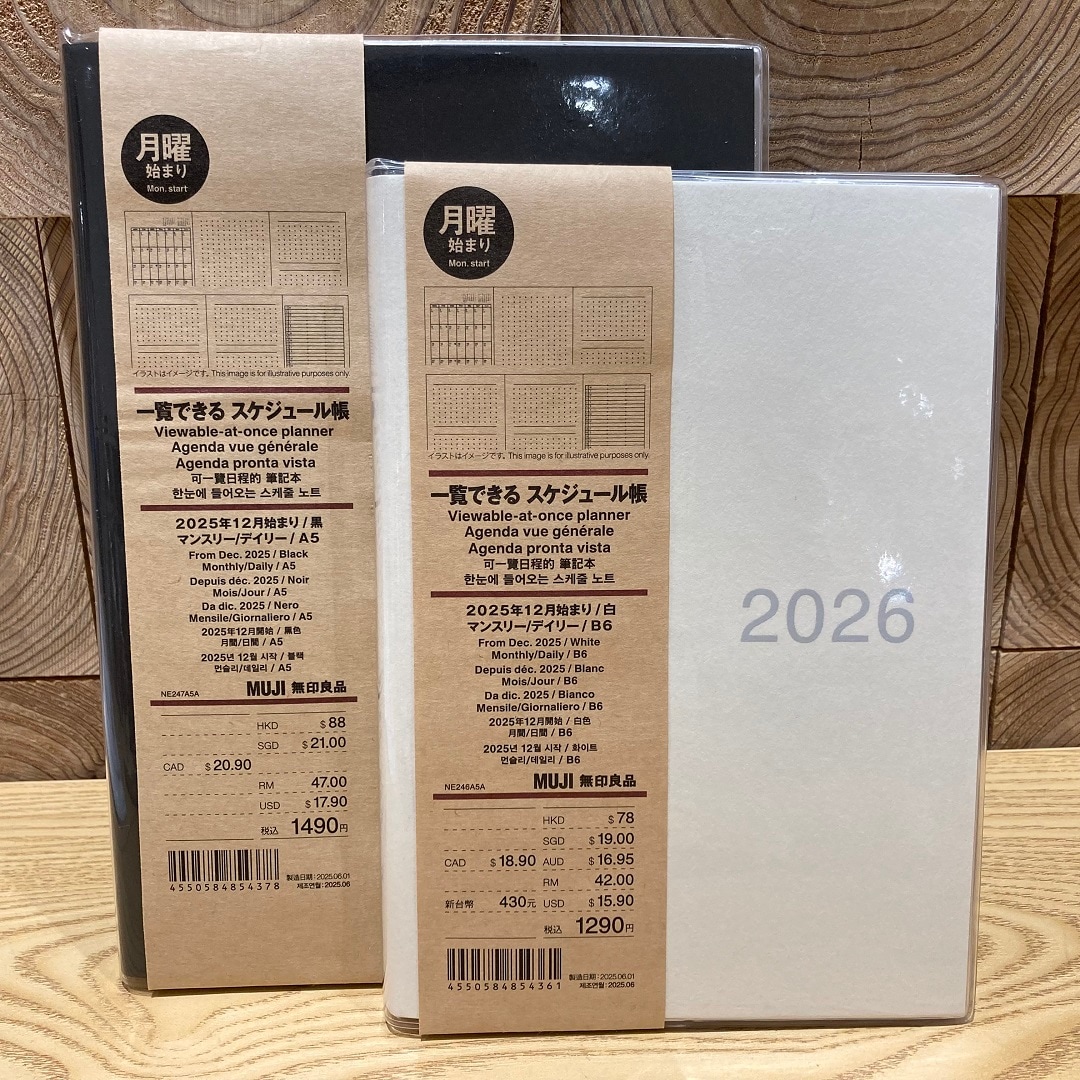 月曜
始まり
Mon. start
イラストはイメージです。This image is for illustrative purposes only.
一覧できる スケジュール帳
Viewable-at-once planner
Agenda vue générale
Agenda pronta vista
可一覽日程的 筆記本
한눈에 들어오는 스케줄 노트
2025年12月始まり/黒
マンスリー/デイリー/A5
From Dec. 2025 / Black
Monthly/Daily / A5
Depuis déc. 2025 / Noir
Mois/Jour / A5
Da dic. 2025 / Nero
Mensile/Giornaliero / A5
2025年12月開始 / 黑色
月間/日間 / A5
2025년 12월 시작 / 블랙
먼슬리/데일리 / A5
NE247A5A MUJI 無印良品
HKD $88
SGD $21.00
CAD $20.90
RM 47.00
USD $17.90
税込 1490円
4550584854378
製造日期:2025.06.01
제조연월:2025.06
月曜
始まり
Mon. start
イラストはイメージです。This image is for illustrative purposes only.
一覧できる スケジュール帳
Viewable-at-once planner
Agenda vue générale
Agenda pronta vista
可一覽日程的 筆記本
한눈에 들어오는 스케줄 노트
2025年12月始まり/白
マンスリー/デイリー/B6
From Dec. 2025 / White
Monthly/Daily / B6
Depuis déc. 2025 / Blanc
Mois/Jour / B6
Da dic. 2025 / Bianco
Mensile/Giornaliero / B6
2025年12月開始 / 白色
月間/日間 / B6
2025년 12월 시작 / 화이트
먼슬리/데일리 / B6
NE246A5A MUJI 無印良品
HKD $78
SGD $19.00
CAD $18.90 AUD $16.95
RM 42.00
新台幣 430元 USD $15.90
税込 1290円
4550584854361
製造日期:2025.06.01
제조연월:2025.06
2026